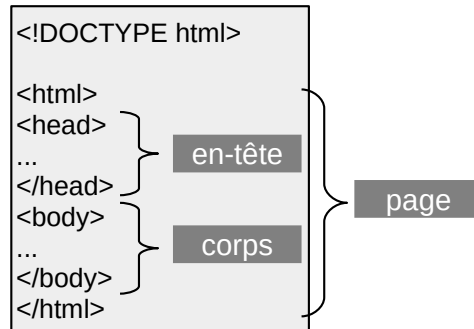 <!DOCTYPE html>
<html>
<head>
...
en-tête
</head>
<body>
page
...
corps
</body>
</html>